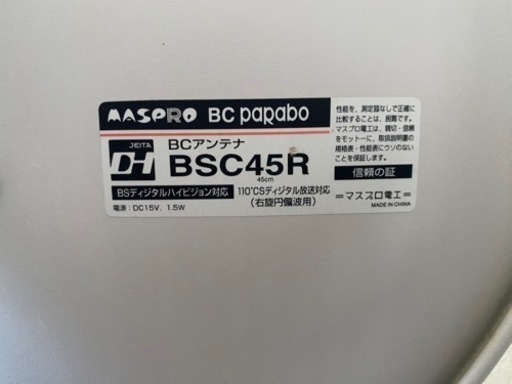 MASPRO BC paRabo
JEITA
DH
BCアンテナ
BSC45R
45cm
BSディジタルハイビジョン対応
110°CSディジタル放送対応
(右旋円偏波用)
電源:DC15V, 1.5W
性能を、測定器なしで正確に
比較することは、困難です。
マスプロ電工は、親切・信頼
をモットーに、取扱説明書の
規格表・性能表にウソのない
ことを保証します。
信頼の証
=マスプロ電工=
MADE IN CHINA